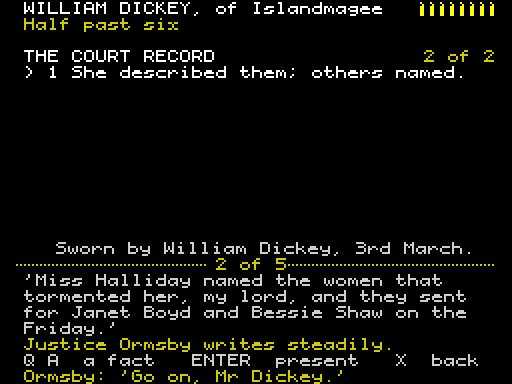 WILLIAM DICKEY, of Islandmagee
Half past six
THE COURT RECORD 2 of 2
) 1 She described them; others named.
Sworn by William Dickey, 3rd March.
2 of 5
'Miss Halliday named the women that
tormented her, my lord, and they sent
for Janet Boyd and Bessie Shaw on the
Friday.'
Justice Ormsby writes steadily.
Q A a fact ENTER present X back
Ormsby: 'Go on, Mr Dickey.'